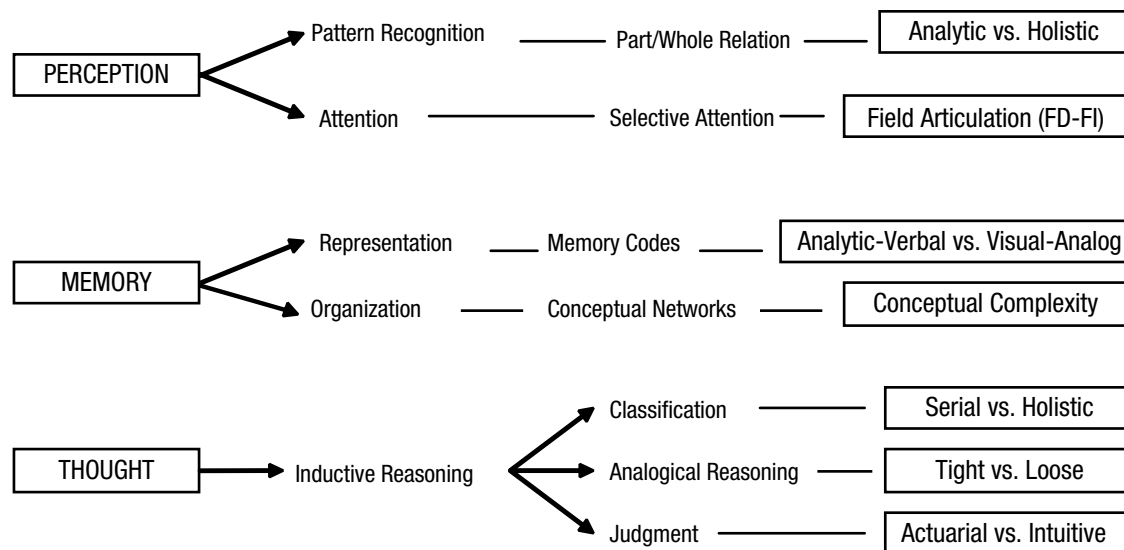 Pattern Recognition Part/Whole Relation Analytic vs. Holistic
PERCEPTION
Attention Selective Attention Field Articulation (FD-FI)
Representation Memory Codes Analytic-Verbal vs. Visual-Analog
MEMORY
Organization Conceptual Networks Conceptual Complexity
Classification Serial vs. Holistic
THOUGHT Inductive Reasoning Analogical Reasoning Tight vs. Loose
Judgment Actuarial vs. Intuitive